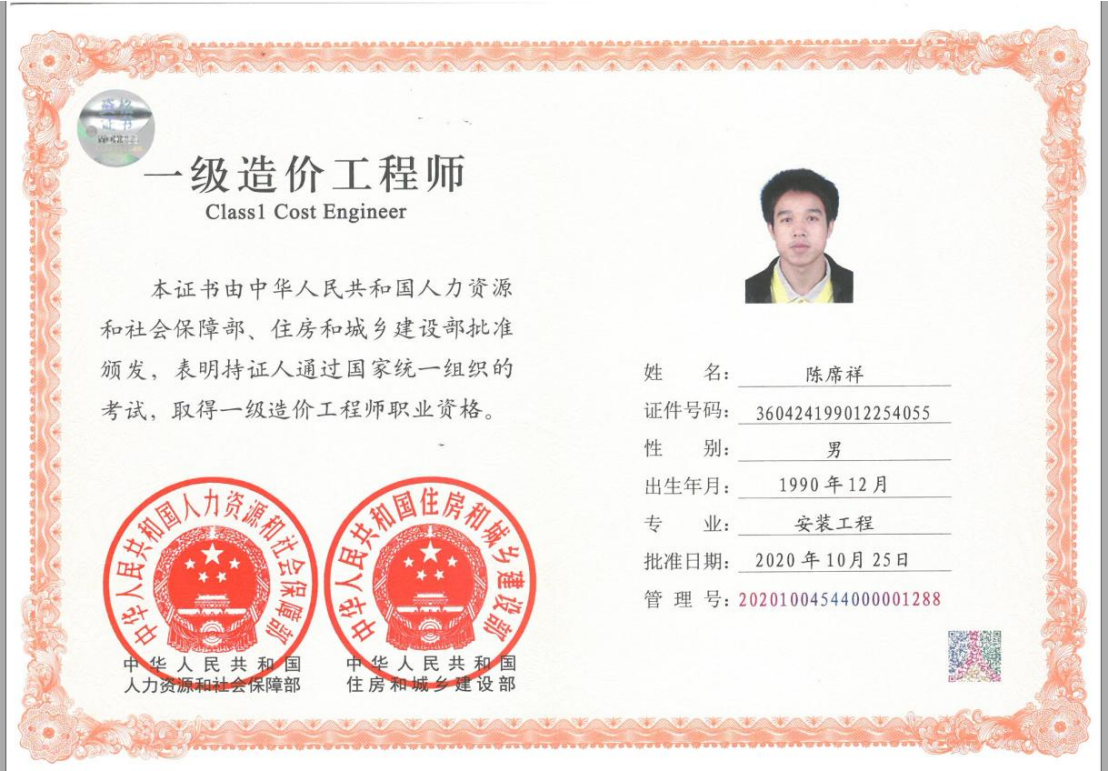 资格
证书
一级造价工程师
Class1 Cost Engineer
本证书由中华人民共和国人力资源
和社会保障部、住房和城乡建设部批准
颁发，表明持证人通过国家统一组织的
考试，取得一级造价工程师职业资格。
中华人民共和国人力资源和社会保障部
中华人民共和国住房和城乡建设部
中华人民共和国
人力资源和社会保障部
中华人民共和国
住房和城乡建设部
姓名：陈席祥
证件号码：360424199012254055
性别：男
出生年月：1990年12月
专业：安装工程
批准日期：2020年10月25日
管理号：20201004544000001288